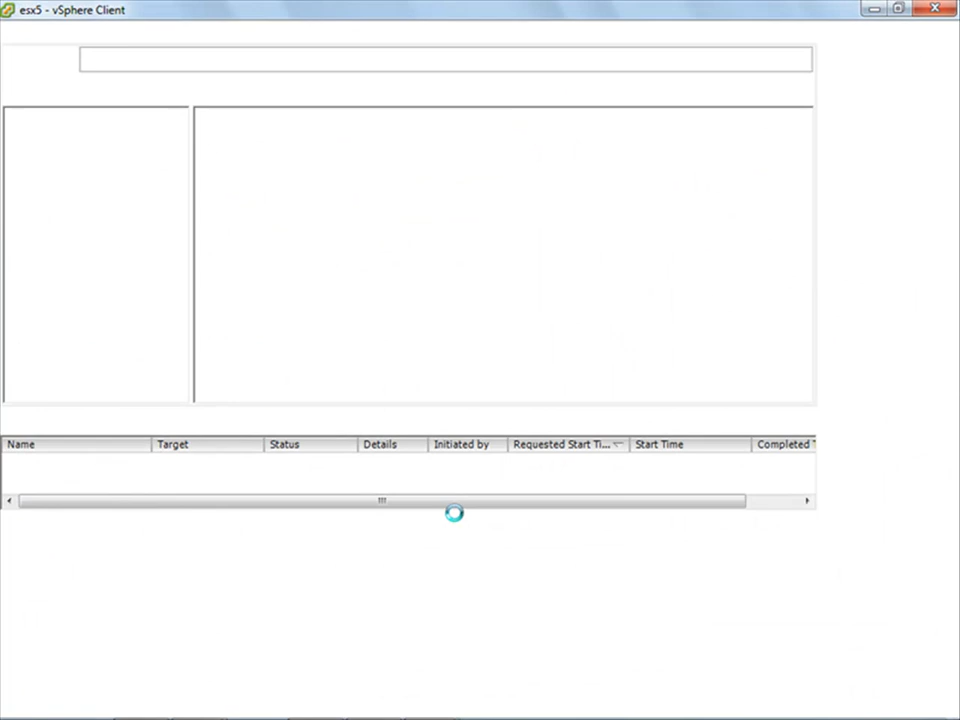 esx5 - vSphere Client
Name Target Status Details Initiated by Requested Start Ti... Start Time Completed